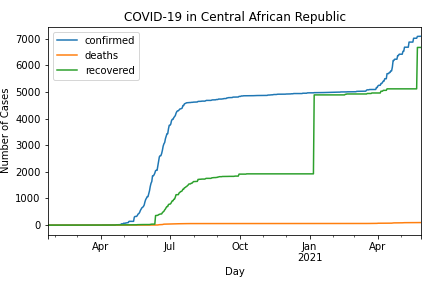 COVID-19 in Central African Republic
confirmed
deaths
recovered
Number of Cases
7000
6000
5000
4000
3000
2000
1000
0
Apr
Jul
Oct
Jan
2021
Apr
Day